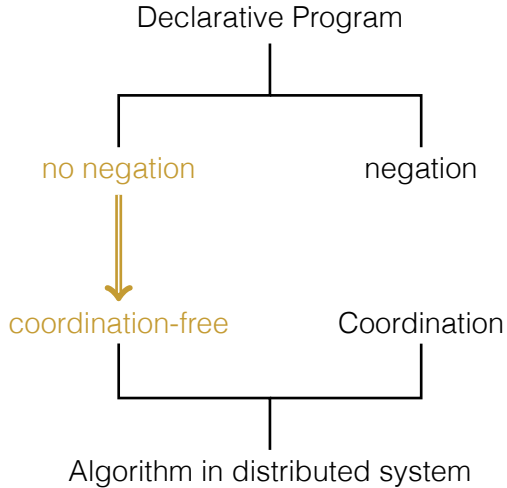 Declarative Program
no negation
negation
coordination-free
Coordination
Algorithm in distributed system